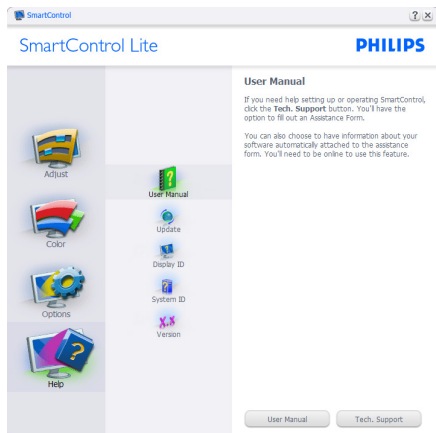 SmartControl
? x
SmartControl Lite
PHILIPS
Adjust
Color
Options
Help
User Manual
Update
Display ID
System ID
X.X
Version
User Manual
If you need help setting up or operating SmartControl,
click the Tech. Support button. You'll have the
option to fill out an Assistance Form.
You can also choose to have information about your
software automatically attached to the assistance
form. You'll need to be online to use this feature.
User Manual
Tech. Support